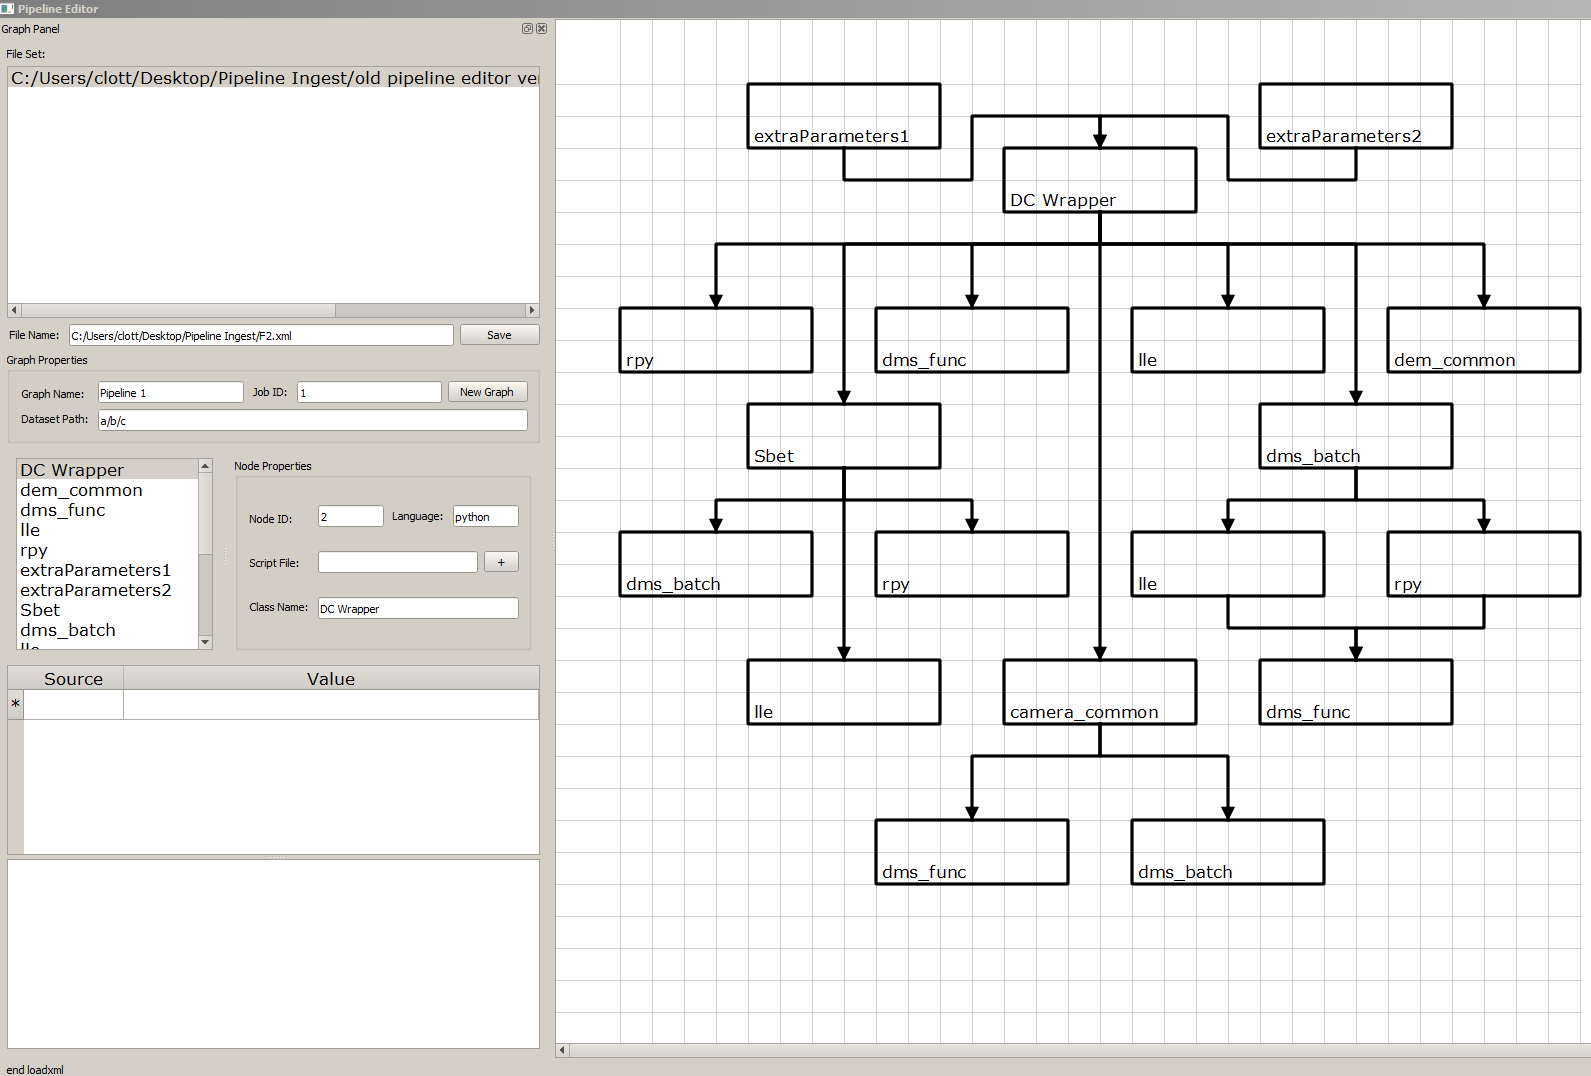 Pipeline Editor
Graph Panel
File Set:
C:/Users/clott/Desktop/Pipeline Ingest/old pipeline editor ve
File Name: C:/Users/clott/Desktop/Pipeline Ingest/F2.xml Save
Graph Properties
Graph Name: Pipeline 1 Job ID: 1 New Graph
Dataset Path: a/b/c
DC Wrapper
dem_common
dms_func
lle
rpy
extraParameters1
extraParameters2
Sbet
dms_batch
lle
Node Properties
Node ID: 2 Language: python
Script File: +
Class Name: DC Wrapper
Source Value
*
end loadxml
extraParameters1 extraParameters2
DC Wrapper
rpy dms_func lle dem_common
Sbet dms_batch
dms_batch rpy lle rpy
lle camera_common dms_func
dms_func dms_batch